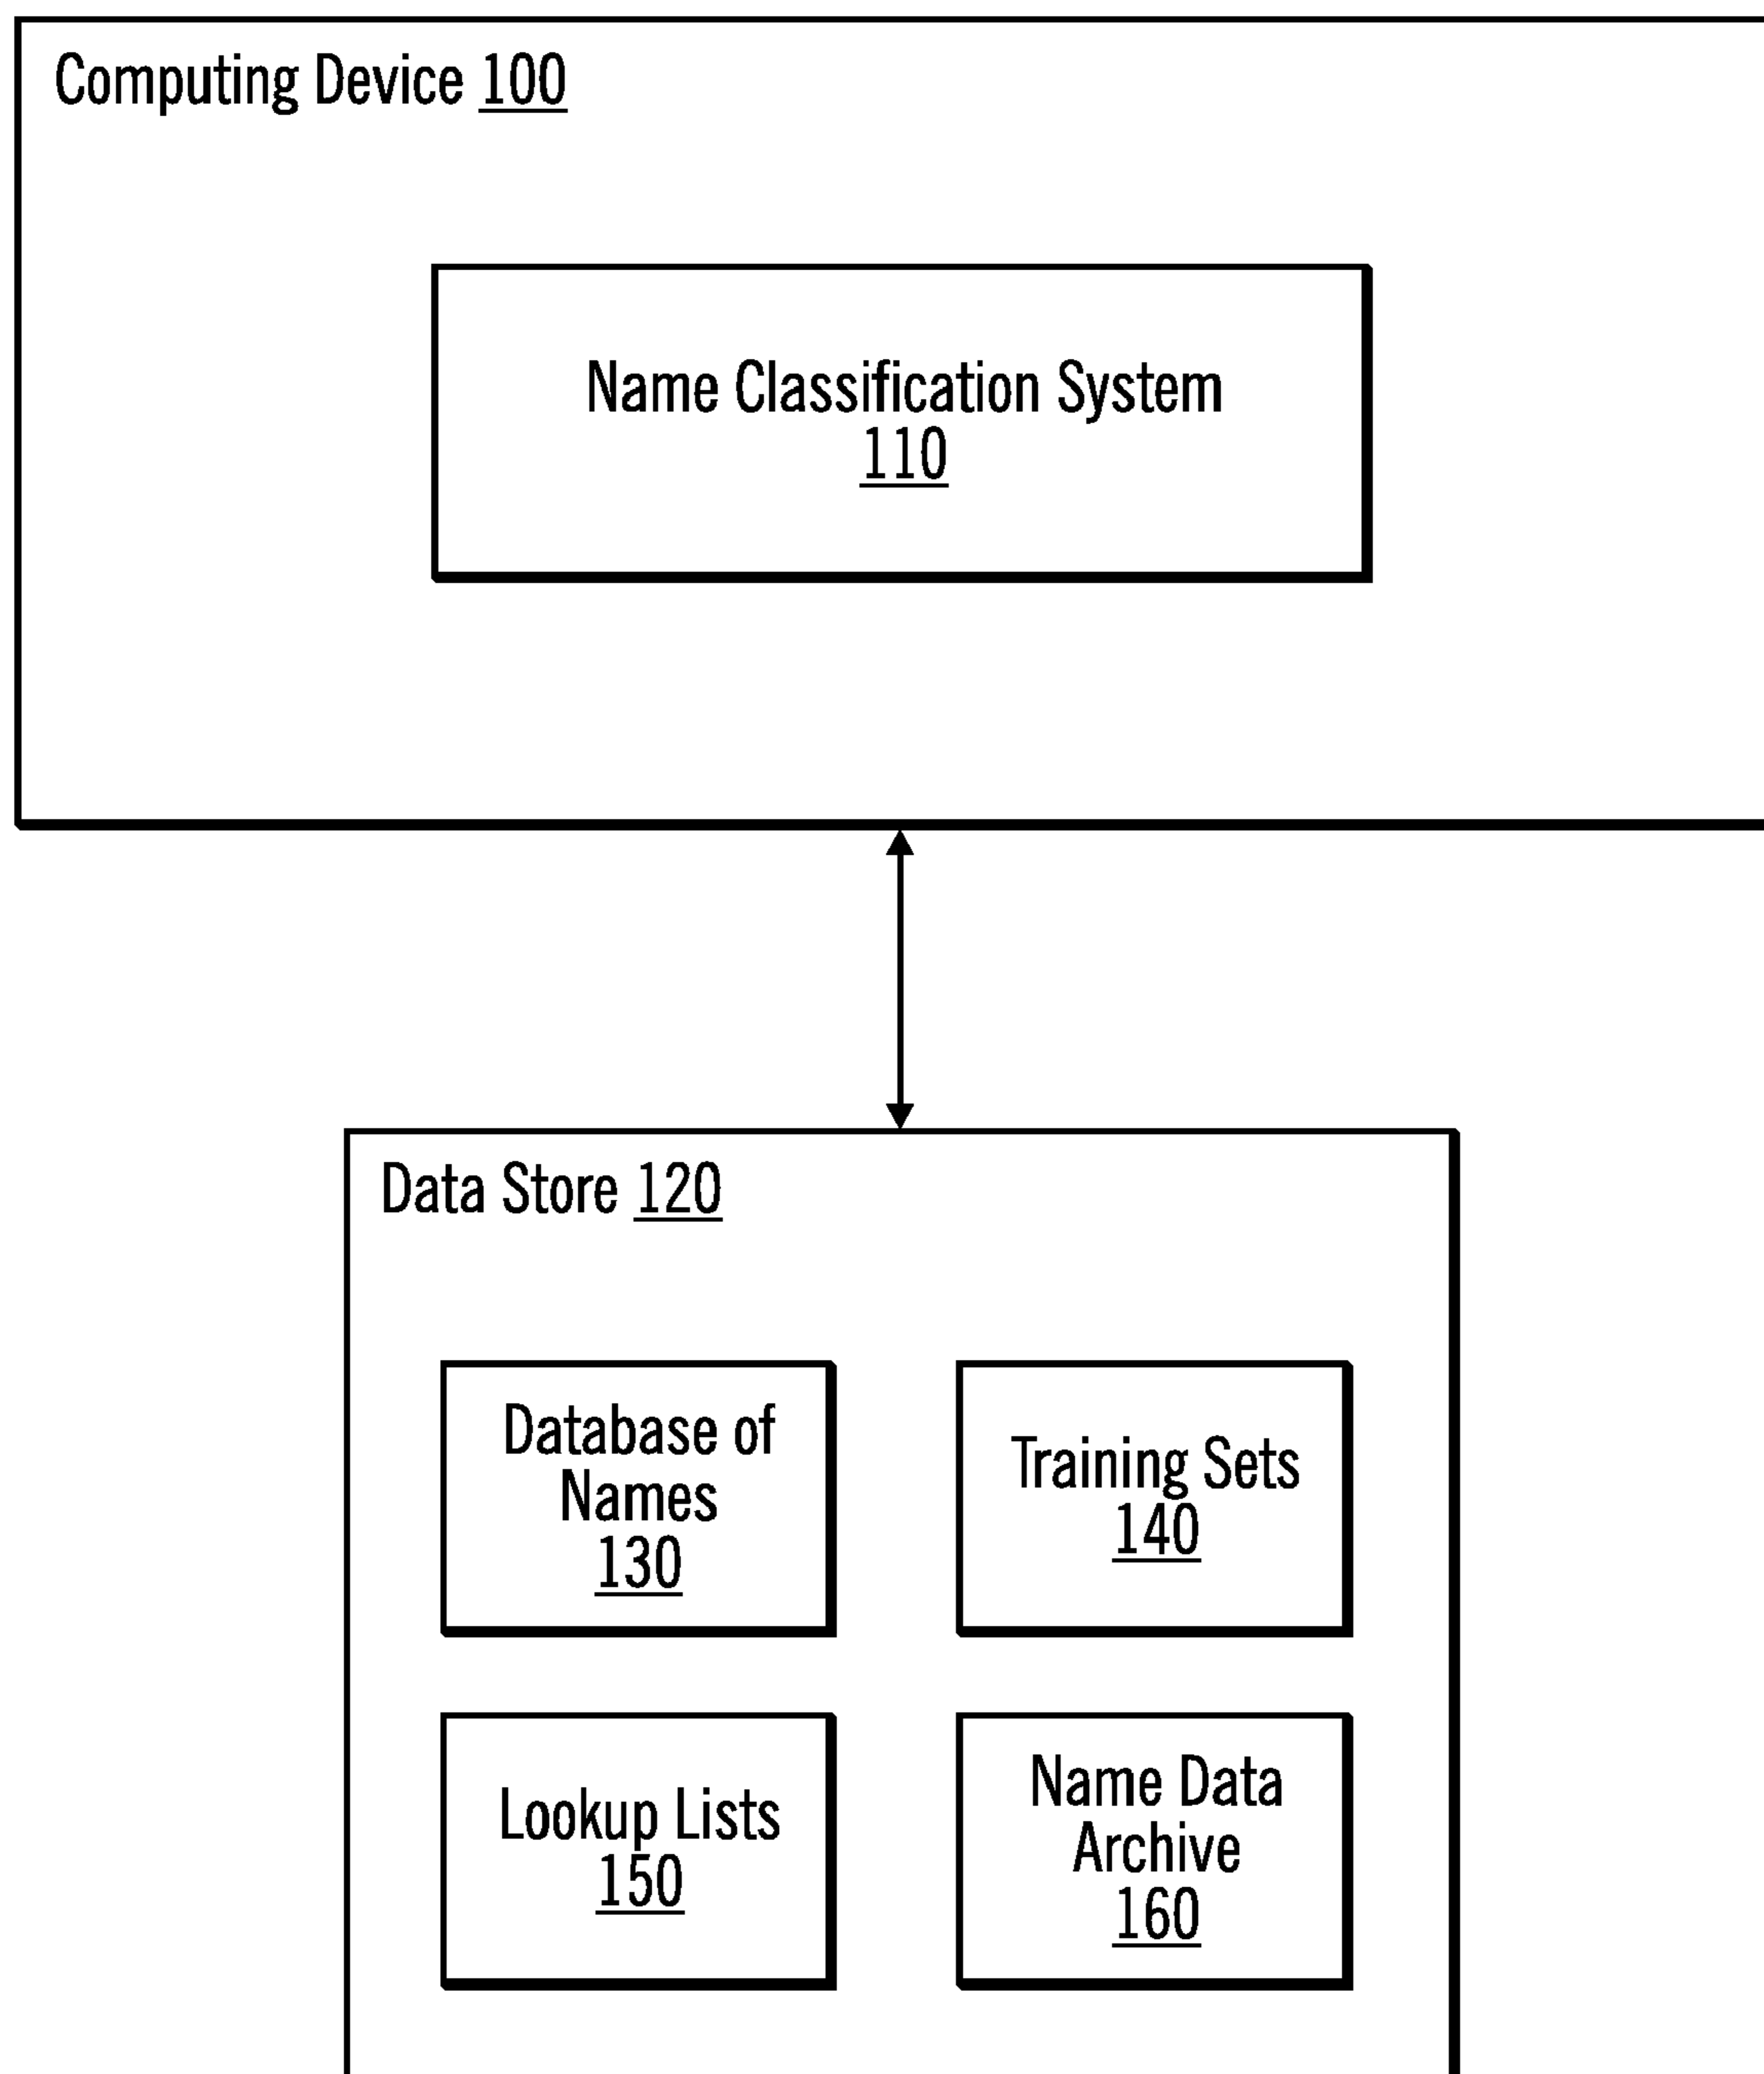 Computing Device 100
Name Classification System
110
Data Store 120
Database of
Names
130
Training Sets
140
Lookup Lists
150
Name Data
Archive
160